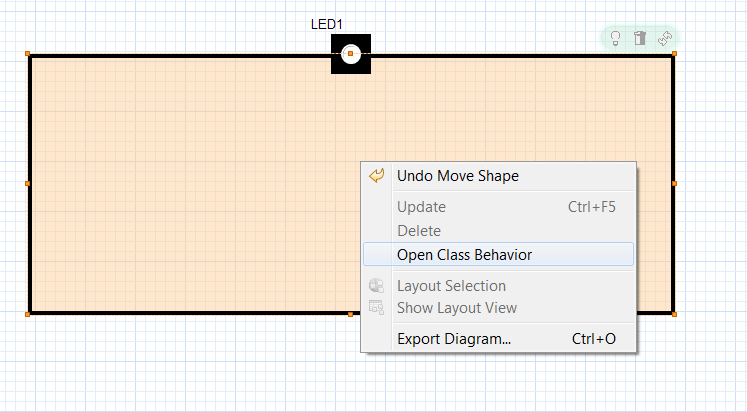 LED1
Undo Move Shape
Update Ctrl+F5
Delete
Open Class Behavior
Layout Selection
Show Layout View
Export Diagram... Ctrl+O